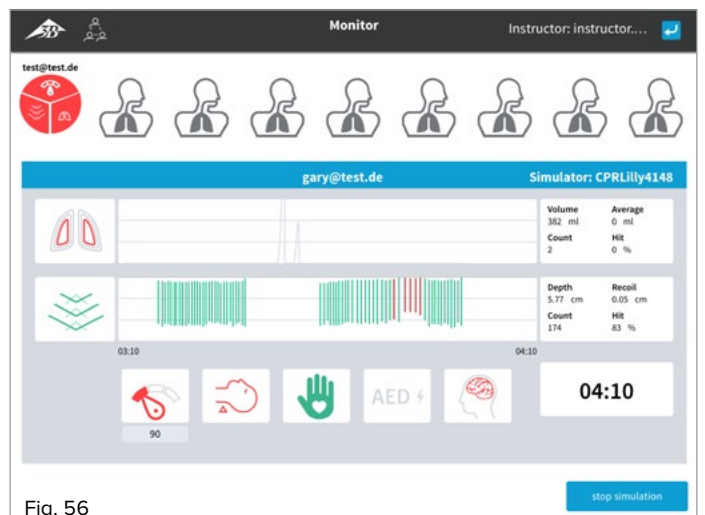 3B
Monitor
Instructor: instructor....
test@test.de
gary@test.de
Simulator: CPRLilly4148
Volume Average
382 ml 0 ml
Count Hit
2 0 %
Depth Recoil
5.77 cm 0.05 cm
Count Hit
174 83 %
03:10 04:10
AED
04:10
90
stop simulation
Fig. 56